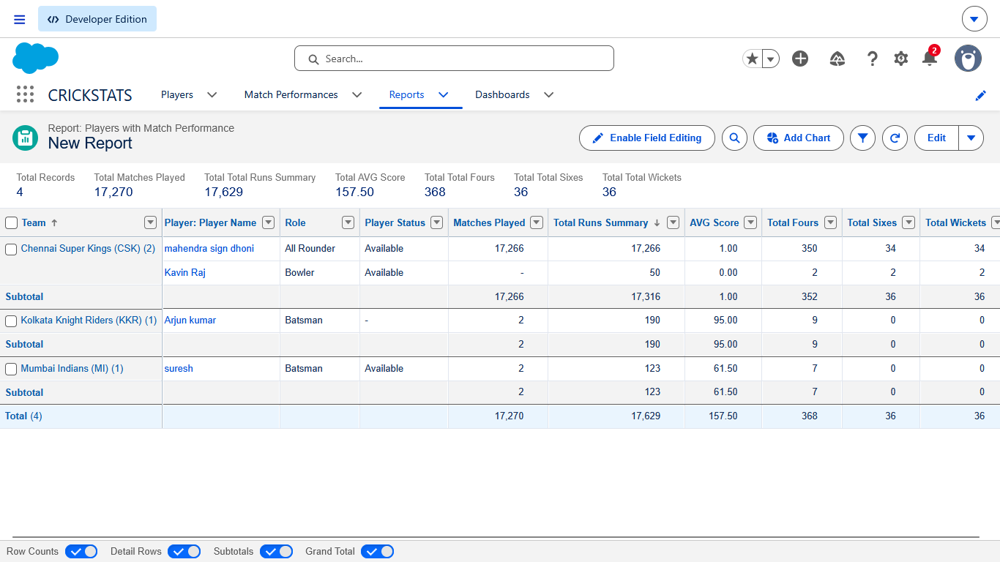 Developer Edition
Search...
2
CRICKSTATS Players Match Performances Reports Dashboards
Report: Players with Match Performance
New Report
Enable Field Editing Add Chart Edit
Total Records Total Matches Played Total Total Runs Summary Total AVG Score Total Total Fours Total Total Sixes Total Total Wickets
4 17,270 17,629 157.50 368 36 36
Team Player: Player Name Role Player Status Matches Played Total Runs Summary AVG Score Total Fours Total Sixes Total Wickets
Chennai Super Kings (CSK) (2) mahendra sign dhoni All Rounder Available 17,266 17,266 1.00 350 34 34
Kavin Raj Bowler Available - 50 0.00 2 2 2
Subtotal 17,266 17,316 1.00 352 36 36
Kolkata Knight Riders (KKR) (1) Arjun kumar Batsman - 2 190 95.00 9 0 0
Subtotal 2 190 95.00 9 0 0
Mumbai Indians (MI) (1) suresh Batsman Available 2 123 61.50 7 0 0
Subtotal 2 123 61.50 7 0 0
Total (4) 17,270 17,629 157.50 368 36 36
Row Counts Detail Rows Subtotals Grand Total